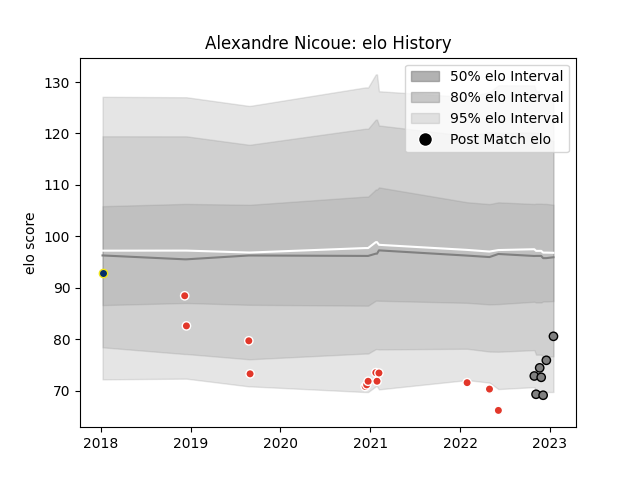 Alexandre Nicoue: elo History
50% elo Interval
80% elo Interval
95% elo Interval
Post Match elo
elo score
130
120
110
100
90
80
70
2018 2019 2020 2021 2022 2023